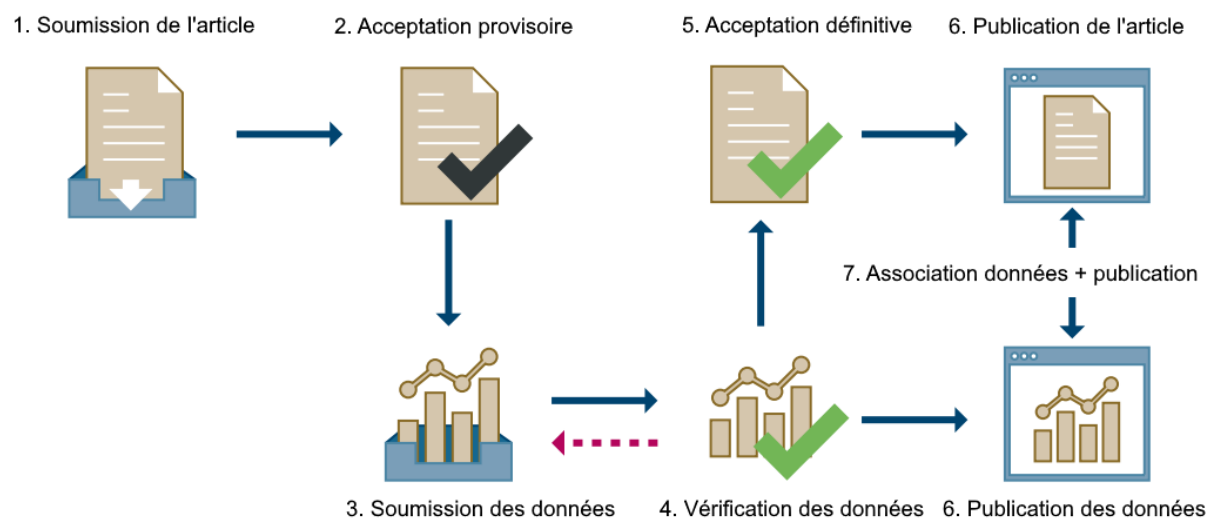 1. Soumission de l'article
2. Acceptation provisoire
5. Acceptation définitive
6. Publication de l'article
7. Association données + publication
3. Soumission des données
4. Vérification des données
6. Publication des données